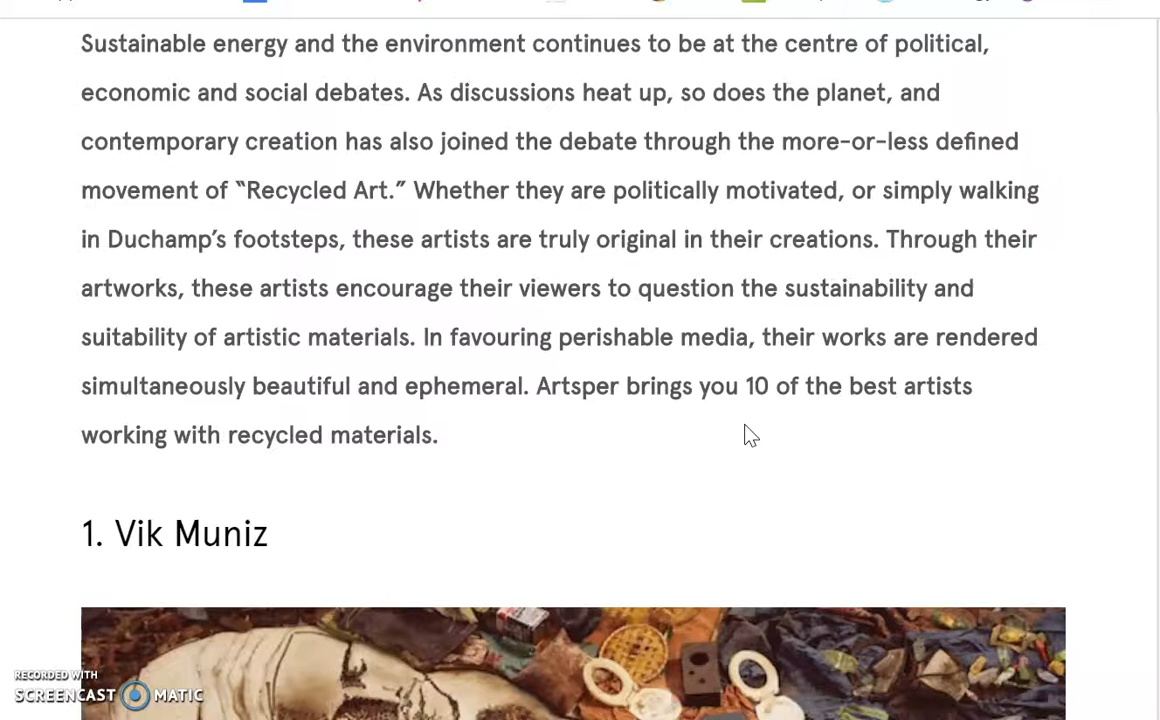 Sustainable energy and the environment continues to be at the centre of political,
economic and social debates. As discussions heat up, so does the planet, and
contemporary creation has also joined the debate through the more-or-less defined
movement of “Recycled Art.” Whether they are politically motivated, or simply walking
in Duchamp’s footsteps, these artists are truly original in their creations. Through their
artworks, these artists encourage their viewers to question the sustainability and
suitability of artistic materials. In favouring perishable media, their works are rendered
simultaneously beautiful and ephemeral. Artsper brings you 10 of the best artists
working with recycled materials.
1. Vik Muniz
RECORDED WITH
SCREENCAST MATIC